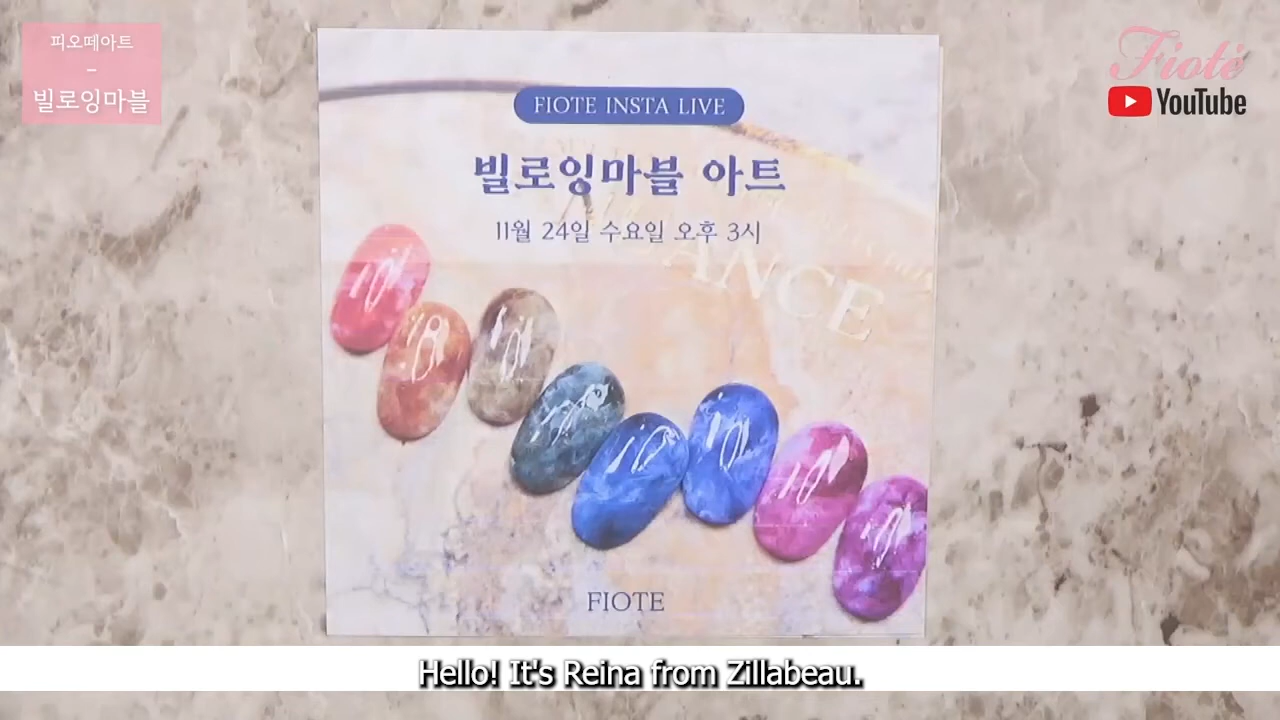 피오떼아트
-
빌로잉마블
Fioté
YouTube
FIOTE INSTA LIVE
빌로잉마블 아트
11월 24일 수요일 오후 3시
ANCE
FIOTE
Hello! It's Reina from Zillabeau.